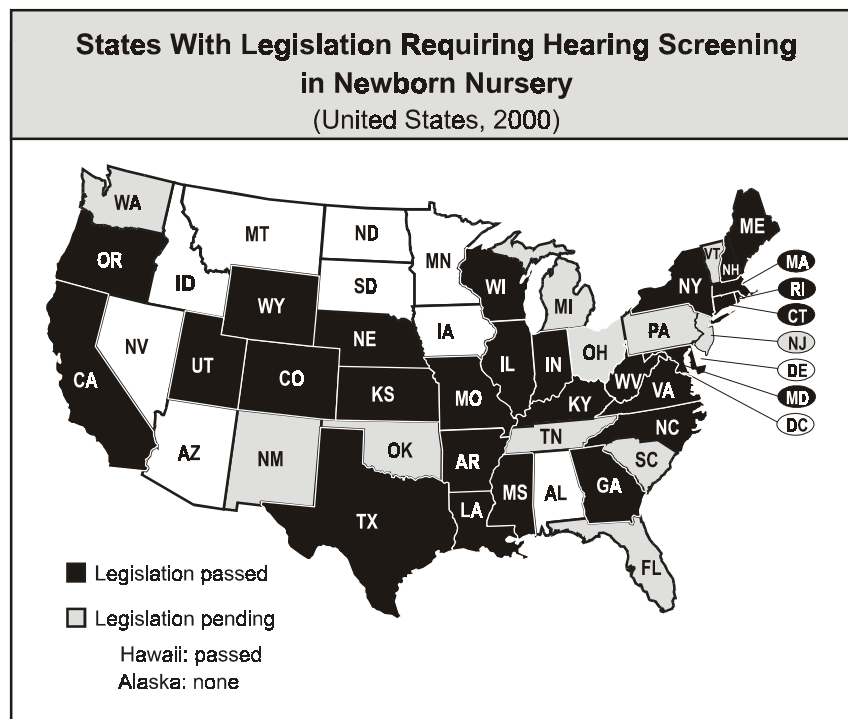 States With Legislation Requiring Hearing Screening
in Newborn Nursery
(United States, 2000)
WA
MT
ND
MN
ME
VT
NH
OR
ID
SD
WI
MI
NY
MA
RI
CT
WY
NE
IA
PA
NJ
NV
UT
CO
IL
IN
OH
DE
CA
KS
MO
WV
VA
MD
KY
DC
AZ
NM
OK
AR
TN
NC
SC
TX
LA
MS
AL
GA
FL
Legislation passed
Legislation pending
Hawaii: passed
Alaska: none